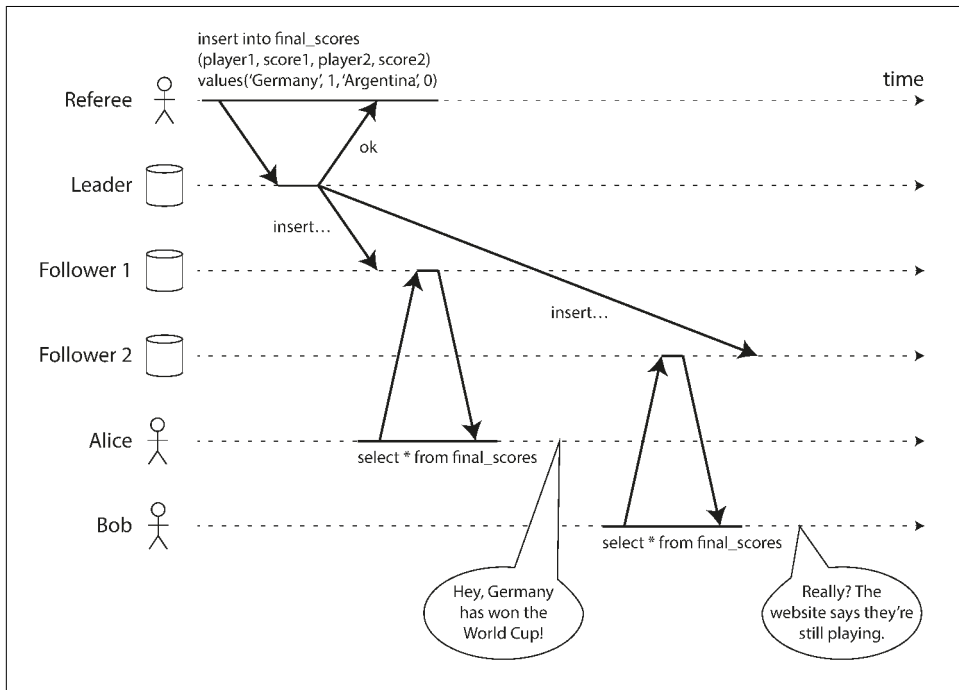 insert into final_scores
(player1, score1, player2, score2)
values('Germany', 1, 'Argentina', 0)
time
Referee
ok
Leader
insert…
Follower 1
insert…
Follower 2
Alice
select * from final_scores
Bob
select * from final_scores
Hey, Germany
has won the
World Cup!
Really? The
website says they're
still playing.